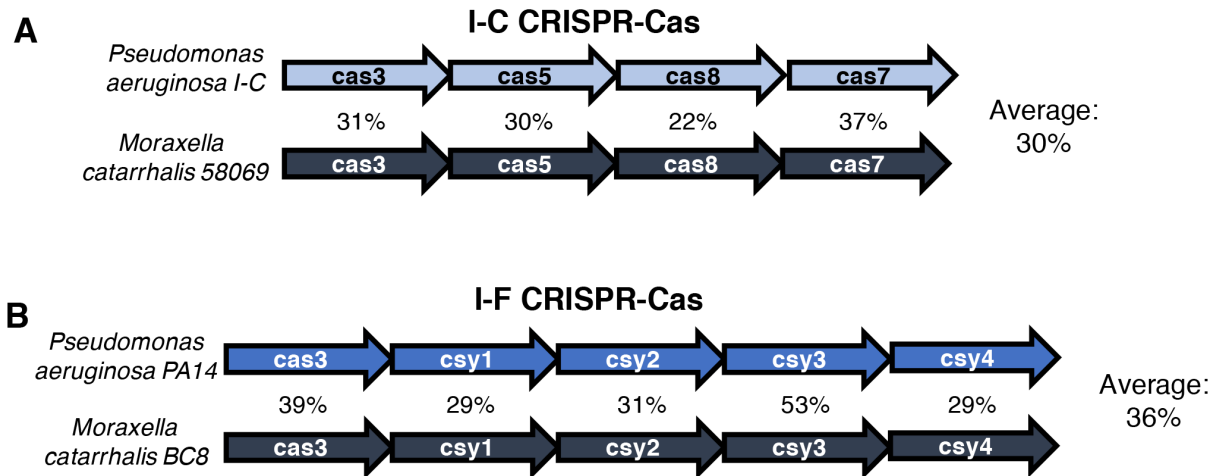 A
I-C CRISPR-Cas
Pseudomonas
aeruginosa I-C
cas3 cas5 cas8 cas7
31% 30% 22% 37%
Average:
30%
Moraxella
catarrhalis 58069
cas3 cas5 cas8 cas7
B
I-F CRISPR-Cas
Pseudomonas
aeruginosa PA14
cas3 csy1 csy2 csy3 csy4
39% 29% 31% 53% 29%
Average:
36%
Moraxella
catarrhalis BC8
cas3 csy1 csy2 csy3 csy4